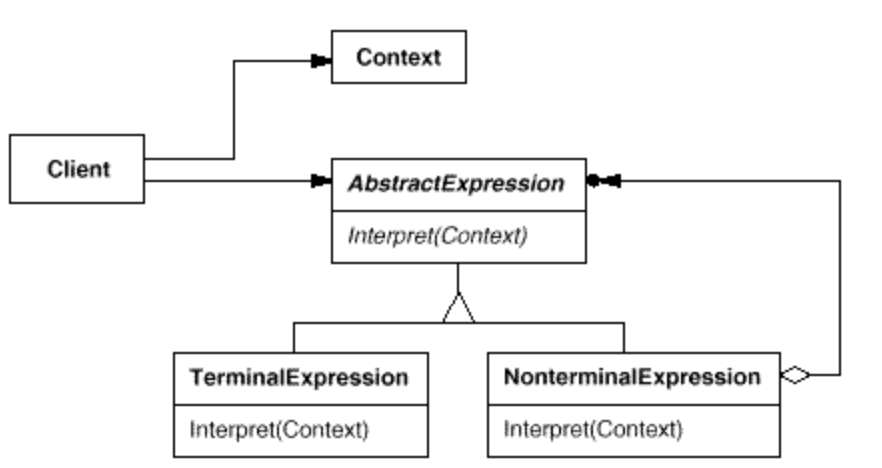 Context
Client
AbstractExpression
Interpret(Context)
TerminalExpression
NonterminalExpression
Interpret(Context)
Interpret(Context)